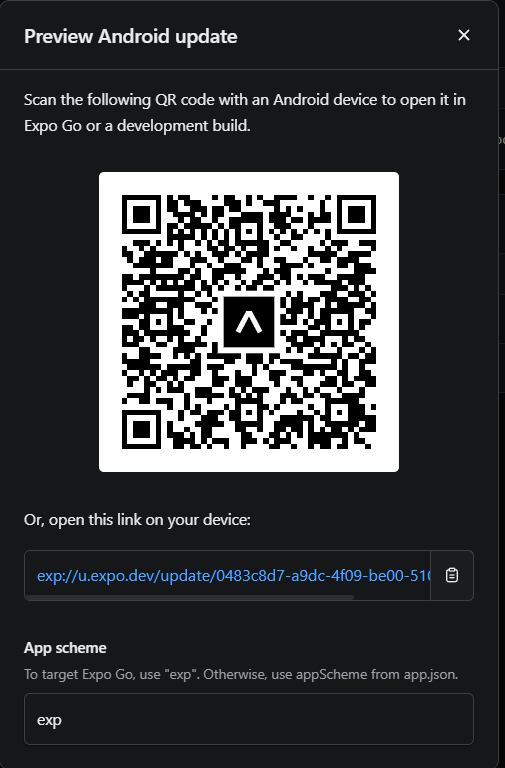 Preview Android update
Scan the following QR code with an Android device to open it in
Expo Go or a development build.
Or, open this link on your device:
exp://u.expo.dev/update/0483c8d7-a9dc-4f09-be00-510
App scheme
To target Expo Go, use "exp". Otherwise, use appScheme from app.json.
exp